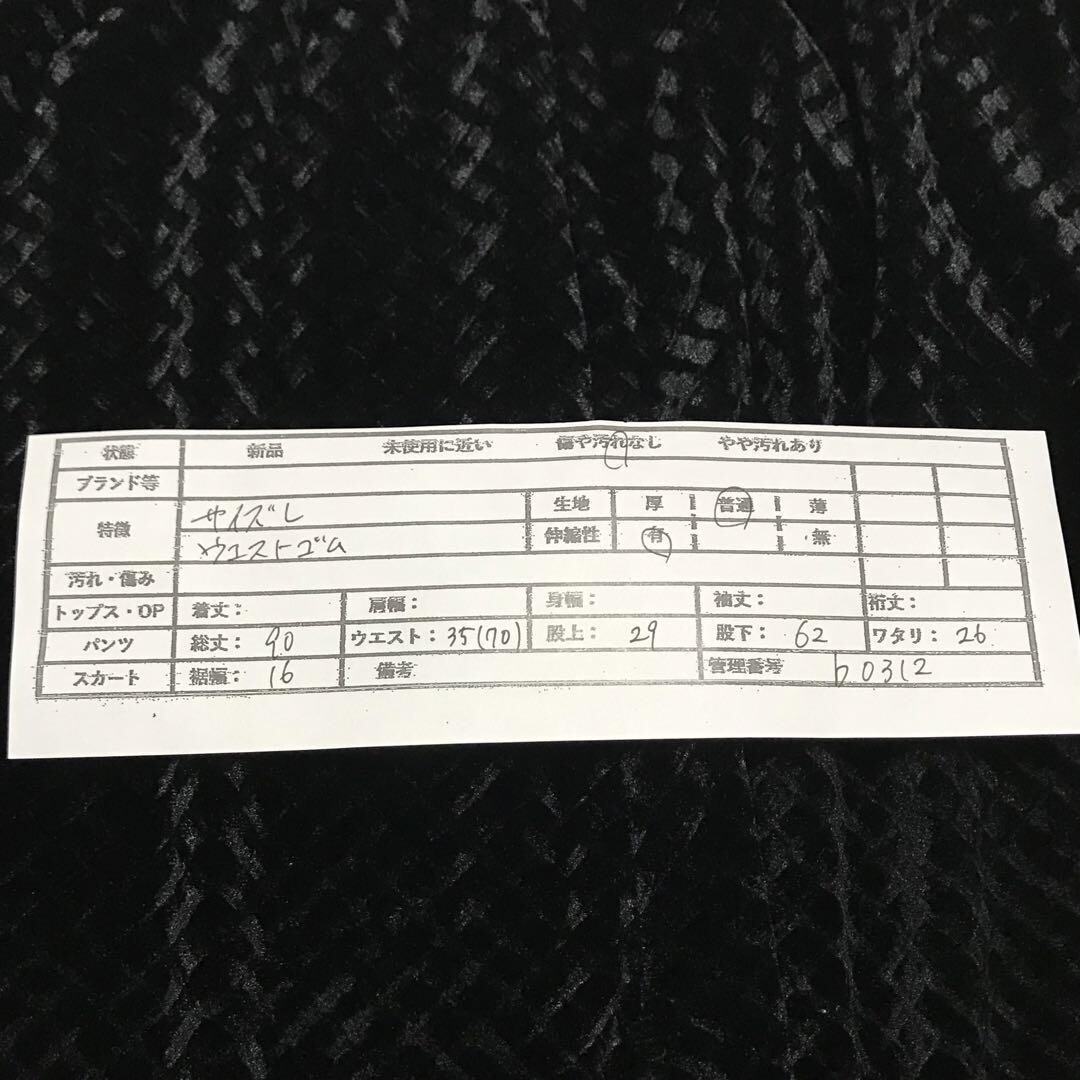 状態 新品 未使用に近い 傷や汚れなし やや汚れあり
ブランド等
特徴 サイズL 生地 厚 普通 薄
ウエストゴム 伸縮性 有 無
汚れ・傷み
トップス・OP 着丈： 肩幅： 身幅： 袖丈： 裄丈：
パンツ 総丈： 90 ウエスト： 35(70) 股上： 29 股下： 62 ワタリ： 26
スカート 裾幅： 16 備考 管理番号 b0312